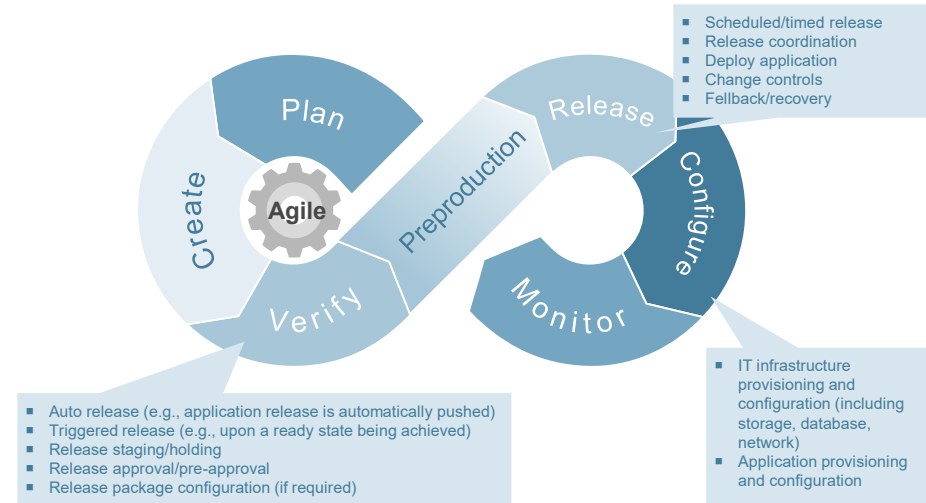 Scheduled/timed release
Release coordination
Deploy application
Change controls
Fellback/recovery
Plan
Release
Preproduction
Configure
Create
Agile
Verify
Monitor
IT infrastructure
provisioning and
configuration (including
storage, database,
network)
Application provisioning
and configuration
Auto release (e.g., application release is automatically pushed)
Triggered release (e.g., upon a ready state being achieved)
Release staging/holding
Release approval/pre-approval
Release package configuration (if required)